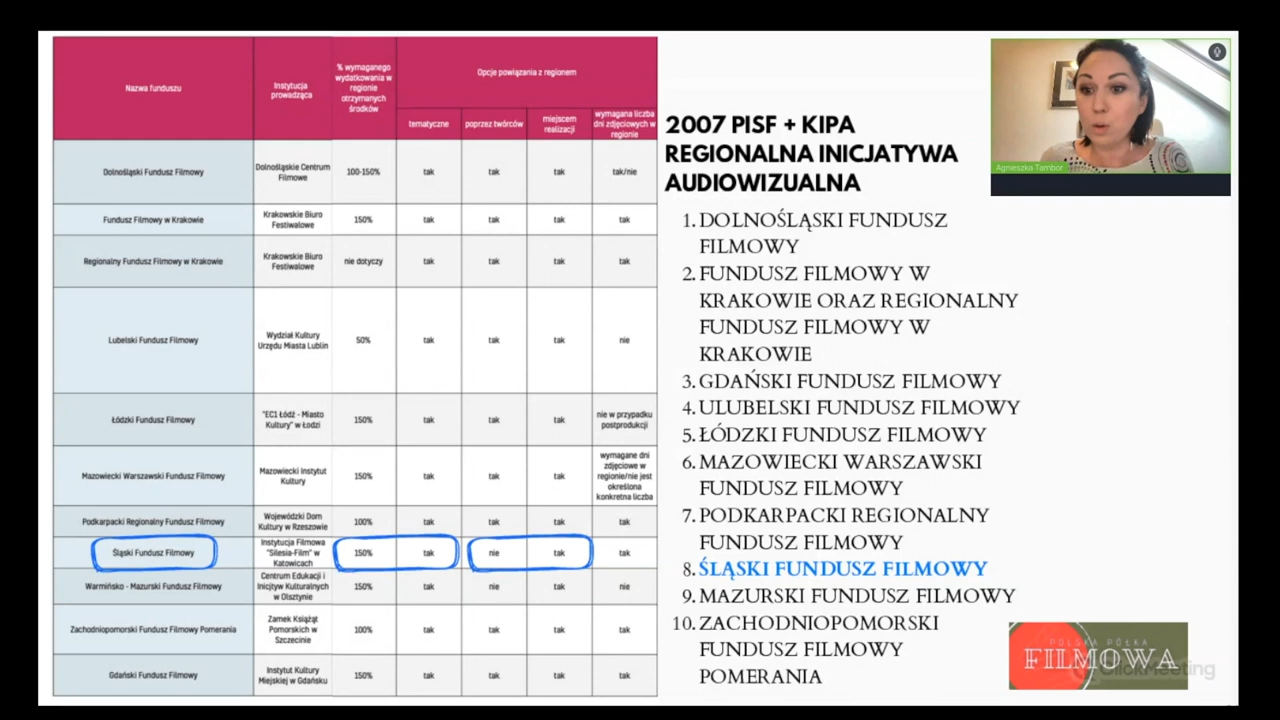 Nazwa funduszu
Instytucja
prowadząca
% wymaganego
wydatkowania w
regionie
otrzymanych
środków
Opcje powiązania z regionem
tematyczne
poprzez twórców
miejscem
realizacji
wymagana liczba
dni zdjęciowych w
regionie
Dolnośląski Fundusz Filmowy
Dolnośląskie Centrum
Filmowe
100-150%
tak
tak
tak
tak/nie
Fundusz Filmowy w Krakowie
Krakowskie Biuro
Festiwalowe
150%
tak
tak
tak
tak
Regionalny Fundusz Filmowy w Krakowie
Krakowskie Biuro
Festiwalowe
nie dotyczy
tak
tak
tak
tak
Lubelski Fundusz Filmowy
Wydział Kultury
Urzędu Miasta Lublin
50%
tak
tak
tak
nie
Łódzki Fundusz Filmowy
"EC1 Łódź - Miasto
Kultury" w Łodzi
150%
tak
tak
tak
nie w przypadku
postprodukcji
Mazowiecki Warszawski Fundusz Filmowy
Mazowiecki Instytut
Kultury
150%
tak
tak
tak
wymagane dni
zdjęciowe w
regionie/nie jest
określona
konkretna liczba
Podkarpacki Regionalny Fundusz Filmowy
Wojewódzki Dom
Kultury w Rzeszowie
100%
tak
tak
tak
tak
Śląski Fundusz Filmowy
Instytucja Filmowa
"Silesia-Film" w
Katowicach
150%
tak
nie
tak
tak
Warmińsko - Mazurski Fundusz Filmowy
Centrum Edukacji i
Inicjtyw Kulturalnych
w Olsztynie
150%
tak
nie
tak
nie
Zachodniopomorski Fundusz Filmowy Pomerania
Zamek Książąt
Pomorskich w
Szczecinie
100%
tak
tak
tak
tak
Gdański Fundusz Filmowy
Instytut Kultury
Miejskiej w Gdańsku
150%
tak
tak
tak
tak
2007 PISF + KIPA
REGIONALNA INICJATYWA
AUDIOWIZUALNA
1. DOLNOŚLĄSKI FUNDUSZ
FILMOWY
2. FUNDUSZ FILMOWY W
KRAKOWIE ORAZ REGIONALNY
FUNDUSZ FILMOWY W
KRAKOWIE
3. GDAŃSKI FUNDUSZ FILMOWY
4. ULUBELSKI FUNDUSZ FILMOWY
5. ŁÓDZKI FUNDUSZ FILMOWY
6. MAZOWIECKI WARSZAWSKI
FUNDUSZ FILMOWY
7. PODKARPACKI REGIONALNY
FUNDUSZ FILMOWY
8. ŚLĄSKI FUNDUSZ FILMOWY
9. MAZURSKI FUNDUSZ FILMOWY
10. ZACHODNIOPOMORSKI
FUNDUSZ FILMOWY
POMERANIA
Agnieszka Tambor
POLSKA PÓŁKA
FILMOWA
ClickMeeting